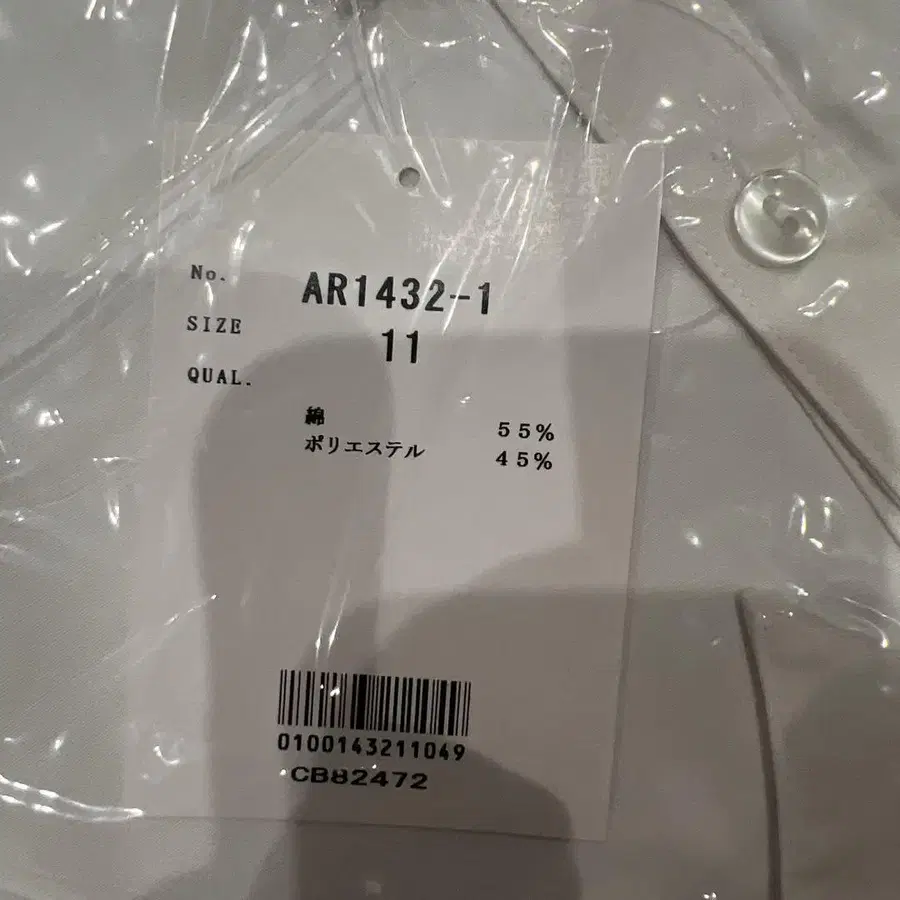 No. AR1432-1
SIZE 11
QUAL.
綿 55%
ポリエステル 45%
0100143211049
CB82472